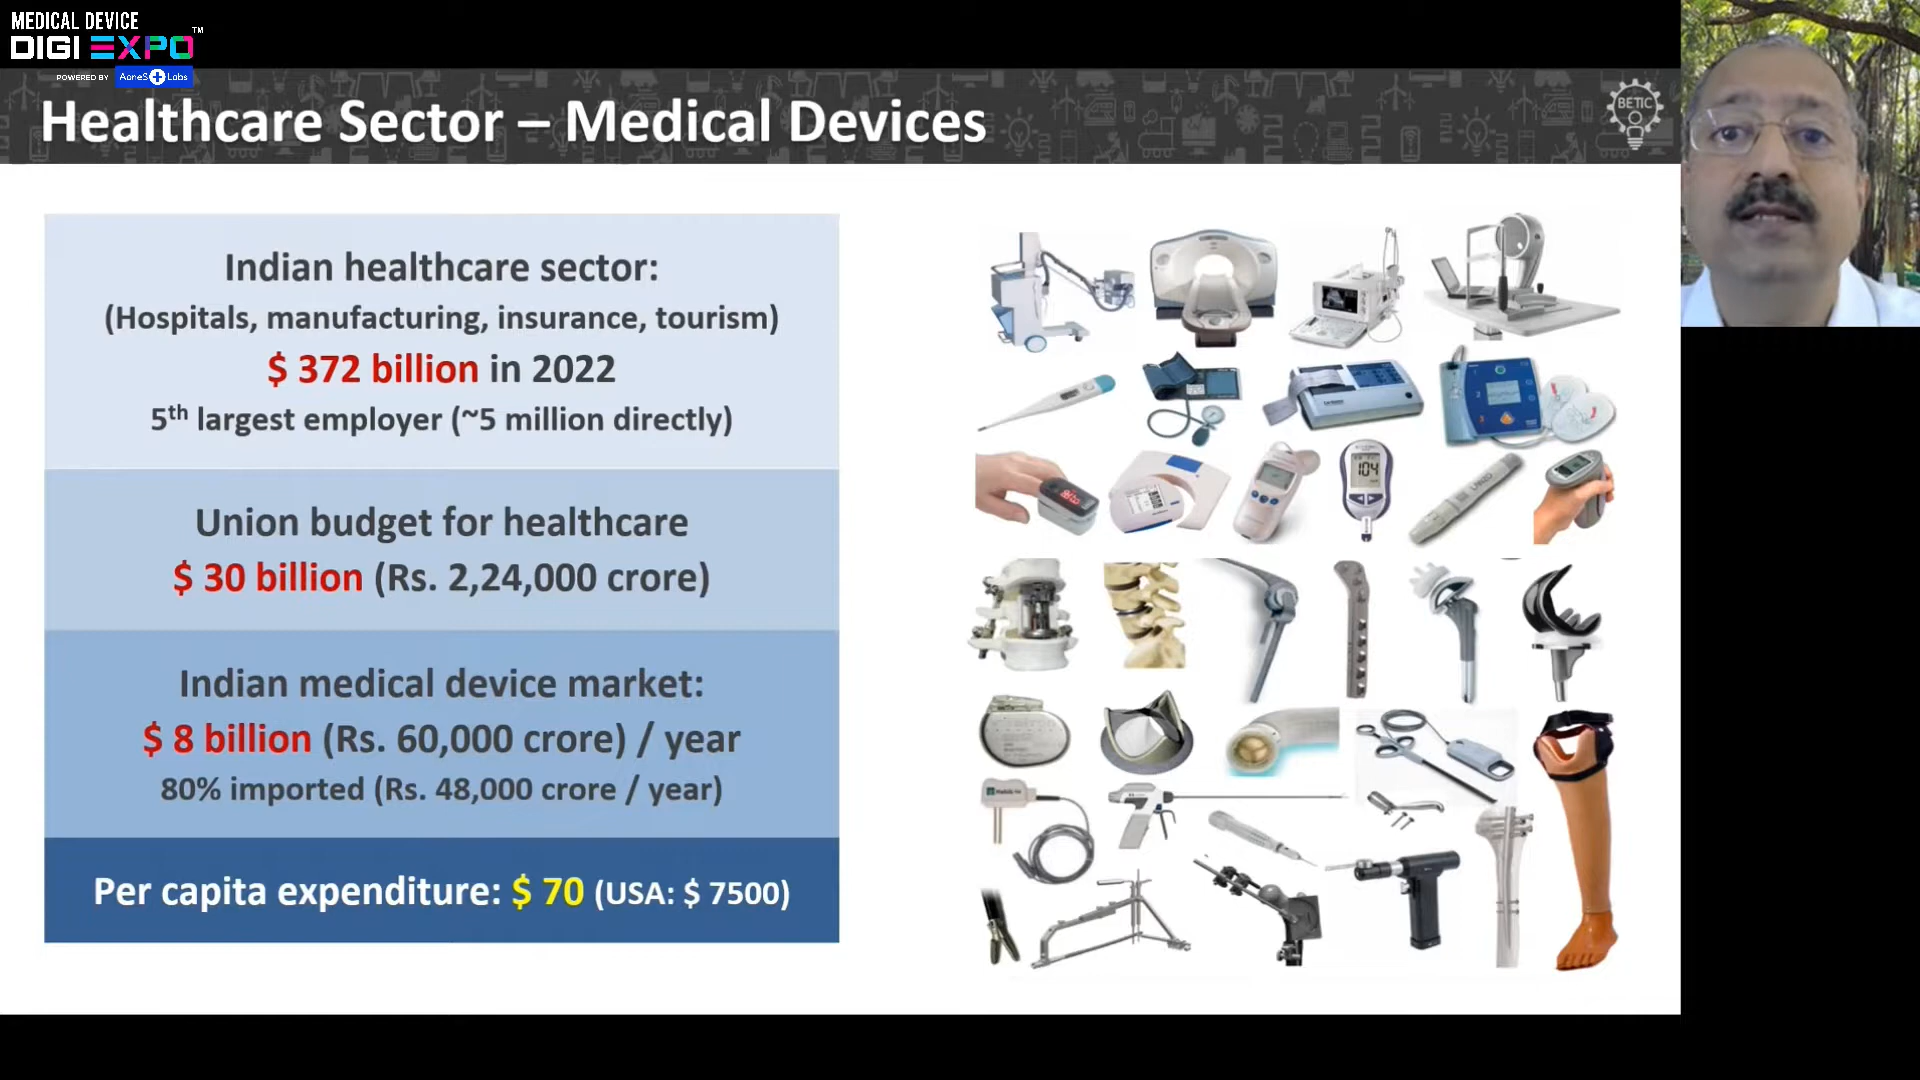 MEDICAL DEVICE
DIGI EXPO™
POWERED BY AorteS Labs
Healthcare Sector – Medical Devices
BETIC
Indian healthcare sector:
(Hospitals, manufacturing, insurance, tourism)
$ 372 billion in 2022
5th largest employer (~5 million directly)
Union budget for healthcare
$ 30 billion (Rs. 2,24,000 crore)
Indian medical device market:
$ 8 billion (Rs. 60,000 crore) / year
80% imported (Rs. 48,000 crore / year)
Per capita expenditure: $ 70 (USA: $ 7500)
104